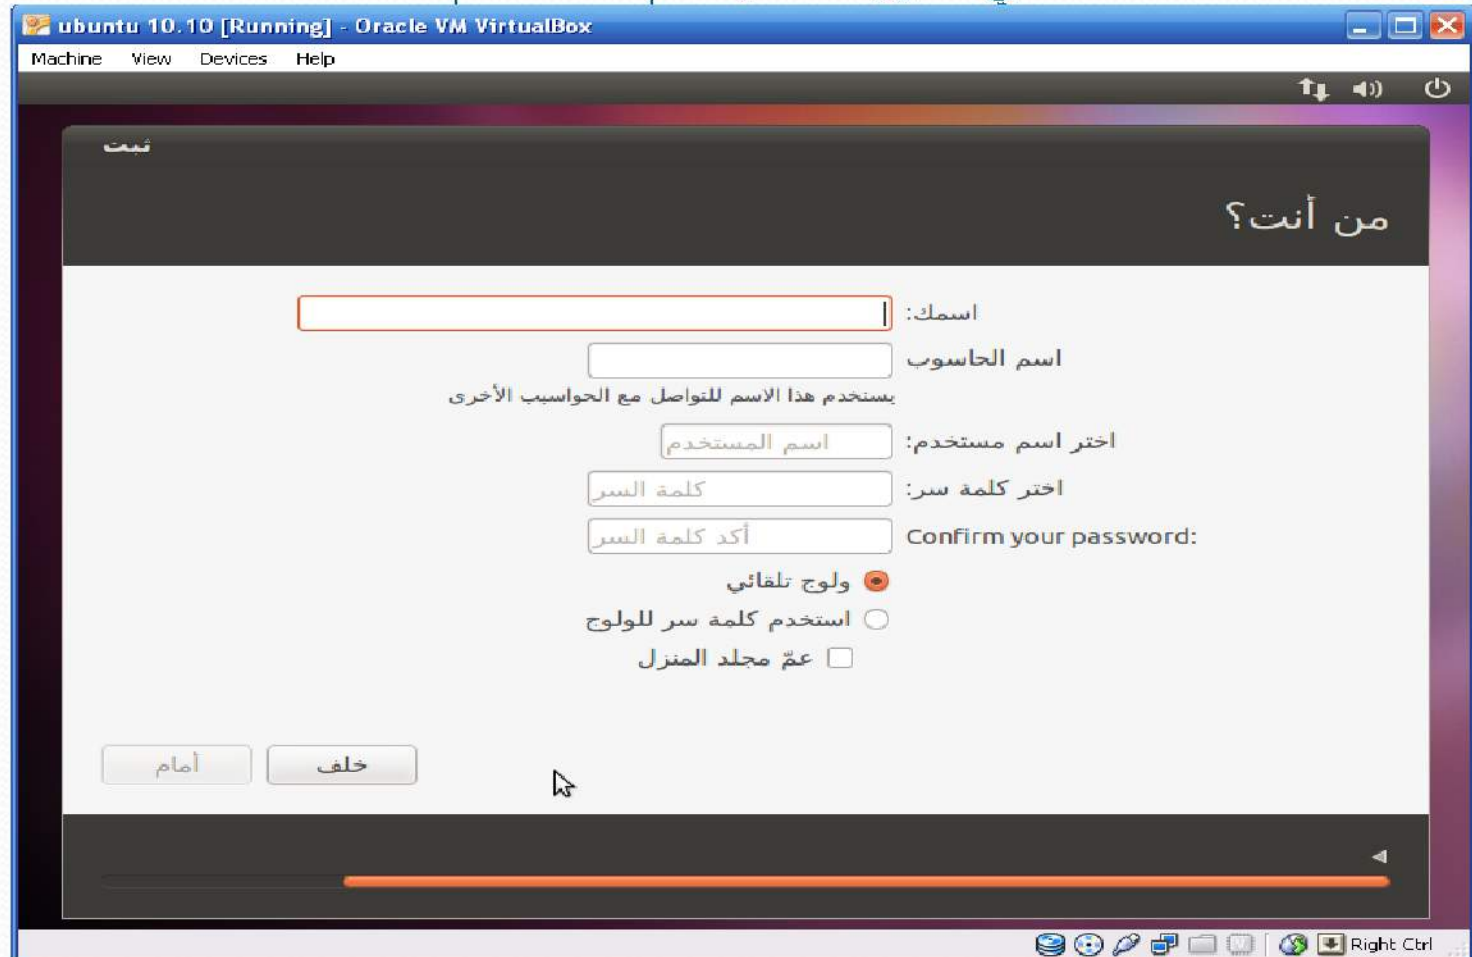 ubuntu 10.10 [Running] - Oracle VM VirtualBox
Machine View Devices Help
ثبت
من أنت؟
اسمك:
اسم الحاسوب
يستخدم هذا الاسم للتواصل مع الحواسيب الأخرى
اختر اسم مستخدم: اسم المستخدم
اختر كلمة سر: كلمة السر
Confirm your password: أكد كلمة السر
ولوج تلقائي
استخدم كلمة سر للولوج
عمّ مجلد المنزل
خلف أمام
Right Ctrl